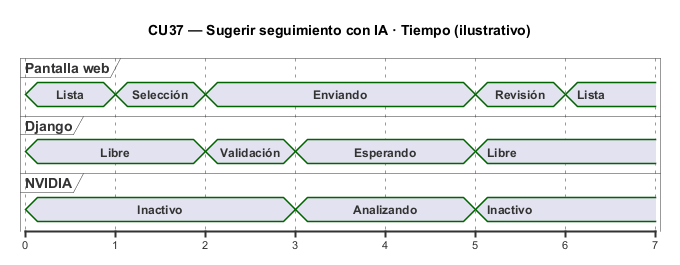 CU37 — Sugerir seguimiento con IA · Tiempo (ilustrativo)
Pantalla web
Lista Selección Enviando Revisión Lista
Django
Libre Validación Esperando Libre
NVIDIA
Inactivo Analizando Inactivo
0 1 2 3 4 5 6 7